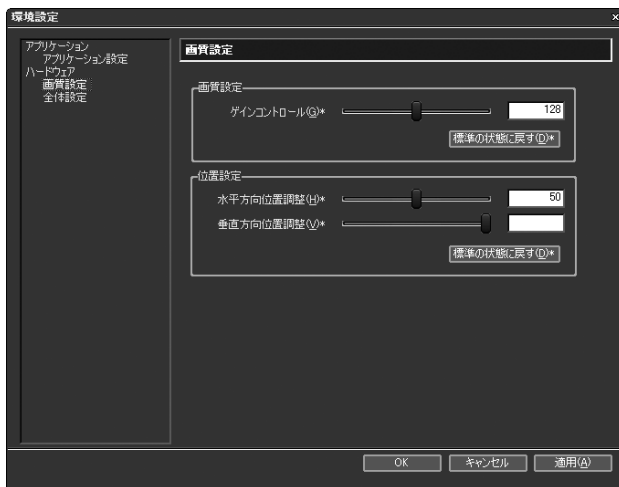 環境設定
×
アプリケーション
アプリケーション設定
ハードウェア
画質設定
全体設定
画質設定
画質設定
ゲインコントロール(G)* 128
標準の状態に戻す(D)*
位置設定
水平方向位置調整(H)* 50
垂直方向位置調整(V)*
標準の状態に戻す(D)*
OK キャンセル 適用(A)